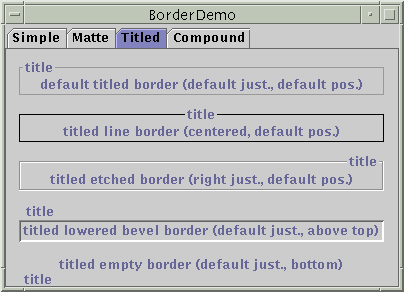 BorderDemo
Simple Matte Titled Compound
title
default titled border (default just., default pos.)
title
titled line border (centered, default pos.)
title
titled etched border (right just., default pos.)
title
titled lowered bevel border (default just., above top)
titled empty border (default just., bottom)
title